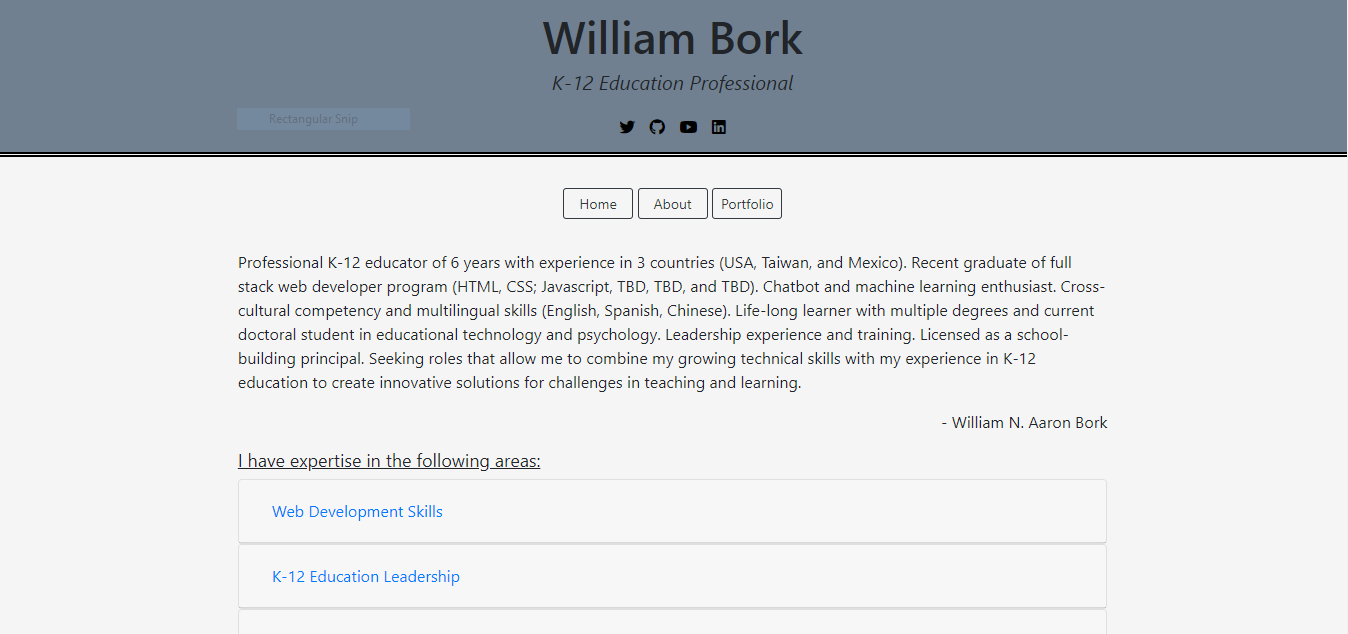 William Bork
K-12 Education Professional
Rectangular Snip
Home About Portfolio
Professional K-12 educator of 6 years with experience in 3 countries (USA, Taiwan, and Mexico). Recent graduate of full
stack web developer program (HTML, CSS; Javascript, TBD, TBD, and TBD). Chatbot and machine learning enthusiast. Cross-
cultural competency and multilingual skills (English, Spanish, Chinese). Life-long learner with multiple degrees and current
doctoral student in educational technology and psychology. Leadership experience and training. Licensed as a school-
building principal. Seeking roles that allow me to combine my growing technical skills with my experience in K-12
education to create innovative solutions for challenges in teaching and learning.
- William N. Aaron Bork
I have expertise in the following areas:
Web Development Skills
K-12 Education Leadership